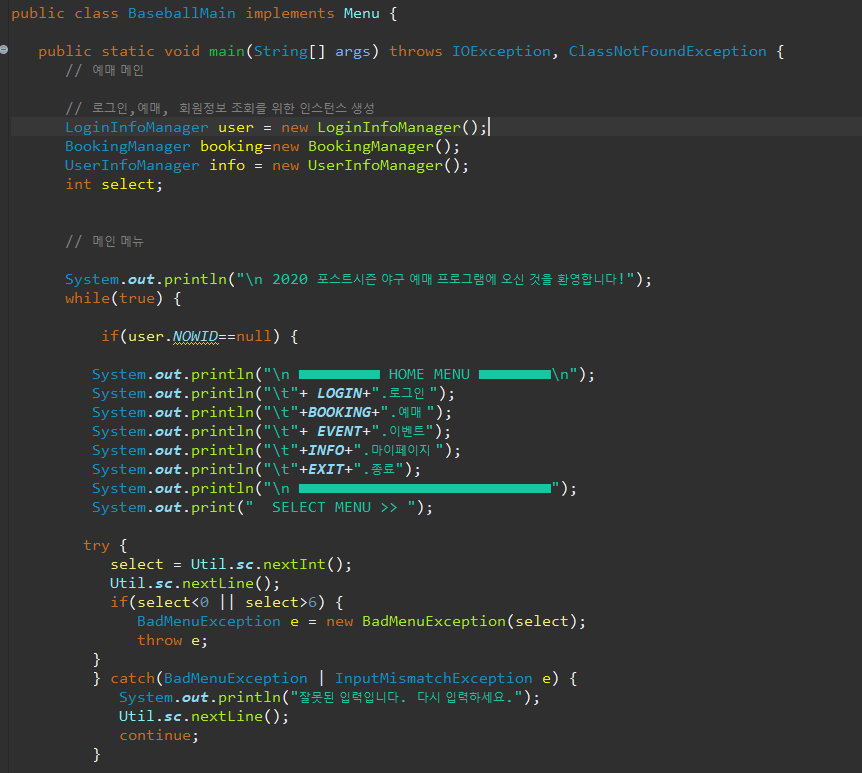 public class BaseballMain implements Menu {
public static void main(String[] args) throws IOException, ClassNotFoundException {
// 예매 메인
// 로그인,예매, 회원정보 조회를 위한 인스턴스 생성
LoginInfoManager user = new LoginInfoManager();
BookingManager booking=new BookingManager();
UserInfoManager info = new UserInfoManager();
int select;
// 메인 메뉴
System.out.println("\n 2020 포스트시즌 야구 예매 프로그램에 오신 것을 환영합니다!");
while(true) {
if(user.NOWID==null) {
System.out.println("\n ▬▬▬▬▬▬▬▬▬ HOME MENU ▬▬▬▬▬▬▬▬\n");
System.out.println("\t"+ LOGIN+".로그인 ");
System.out.println("\t"+BOOKING+".예매 ");
System.out.println("\t"+ EVENT+".이벤트");
System.out.println("\t"+INFO+".마이페이지 ");
System.out.println("\t"+EXIT+".종료");
System.out.println("\n ▬▬▬▬▬▬▬▬▬▬▬▬▬▬▬▬▬▬▬▬▬▬▬▬▬▬▬▬");
System.out.print("  SELECT MENU >> ");
try {
select = Util.sc.nextInt();
Util.sc.nextLine();
if(select<0 || select>6) {
BadMenuException e = new BadMenuException(select);
throw e;
}
} catch(BadMenuException | InputMismatchException e) {
System.out.println("잘못된 입력입니다. 다시 입력하세요.");
Util.sc.nextLine();
continue;
}